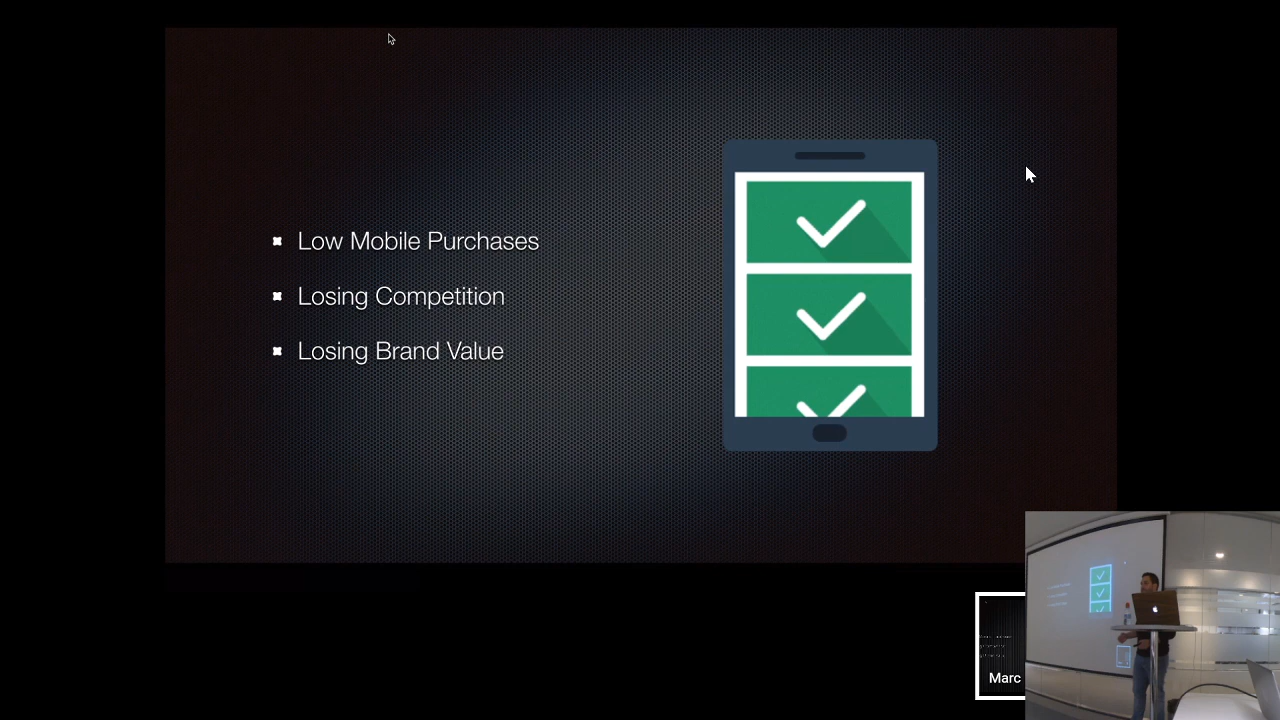 Low Mobile Purchases
Losing Competition
Losing Brand Value
Marc